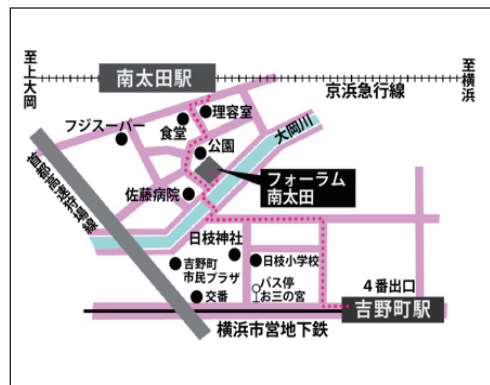 至上大岡
南太田駅
至横浜
京浜急行線
フジスーパー
食堂
理容室
公園
大岡川
首都高速狩場線
佐藤病院
フォーラム
南太田
日枝神社
吉野町
市民プラザ
日枝小学校
バス停
お三の宮
交番
4番出口
吉野町駅
横浜市営地下鉄